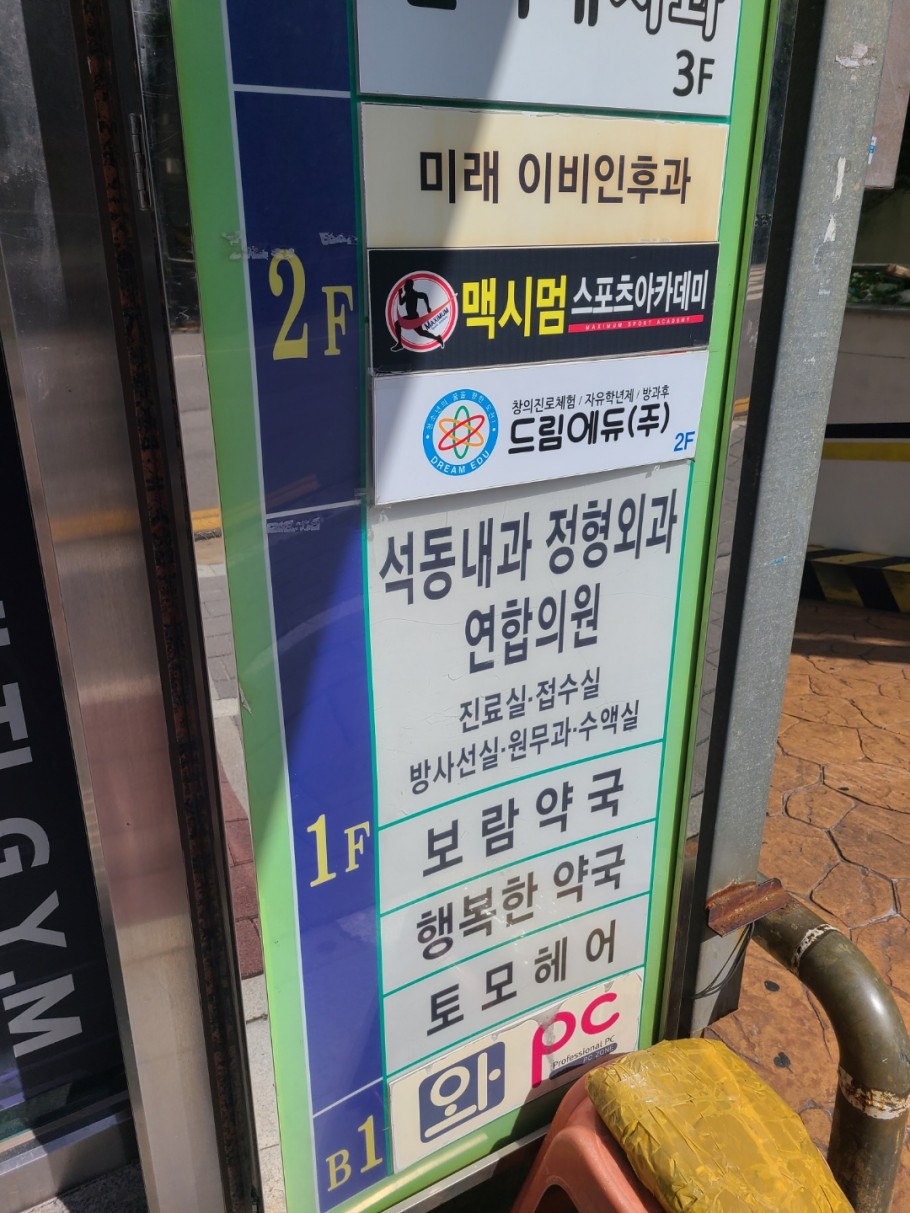 3F
미래 이비인후과
2F
MAXIMUM
맥시멈 스포츠아카데미
MAXIMUM SPORT ACADEMY
창의진로체험 / 자유학년제 / 방과후
드림에듀(주)
2F
DREAM EDU
석동내과 정형외과
연합의원
진료실·접수실
방사선실·원무과·수액실
1F
보람약국
행복한 약국
토모헤어
B1
와 pc
Professional PC
PC ZONE
GYM